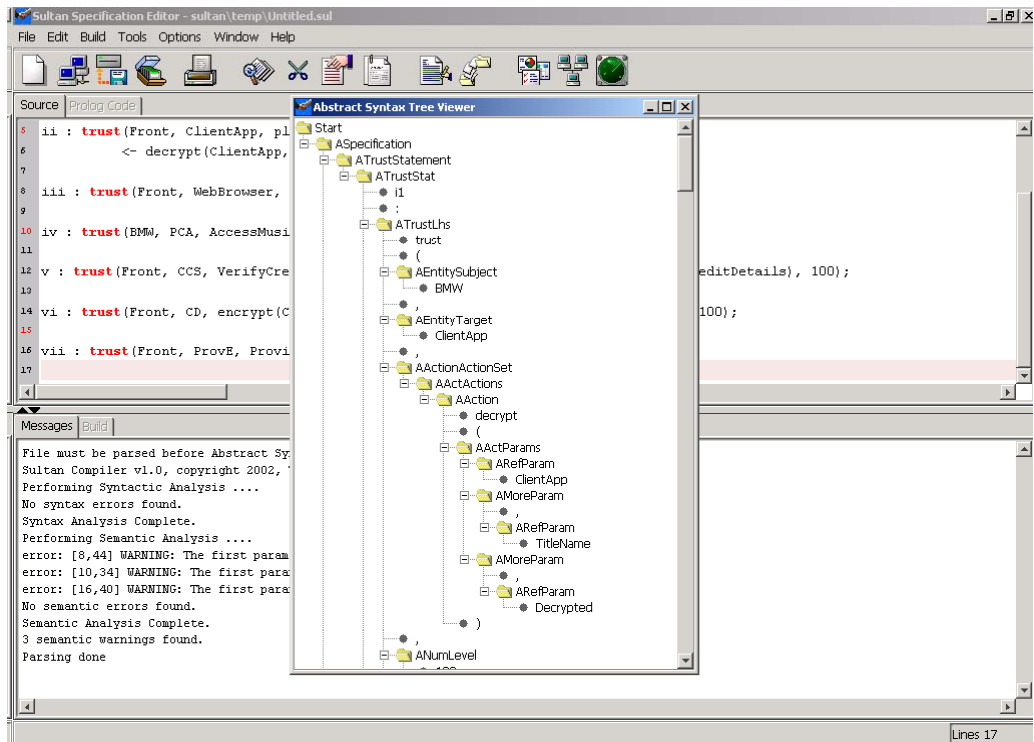 Sultan Specification Editor - sultan\temp\Untitled.sul
File Edit Build Tools Options Window Help
Source Prolog Code
5 ii : trust(Front, ClientApp, pl
6 <- decrypt(ClientApp,
7
8 iii : trust(Front, WebBrowser,
9
10 iv : trust(BMW, PCA, AccessMusi
11
12 v : trust(Front, CCS, VerifyCre editDetails), 100);
13
14 vi : trust(Front, CD, encrypt(C 100);
15
16 vii : trust(Front, ProvE, Provi
17
Abstract Syntax Tree Viewer
Start
ASpecification
ATrustStatement
ATrustStat
i1
:
ATrustLhs
trust
(
AEntitySubject
BMW
,
AEntityTarget
ClientApp
,
AActionActionSet
AActActions
AAction
decrypt
(
AActParams
ARefParam
ClientApp
AMoreParam
,
ARefParam
TitleName
AMoreParam
,
ARefParam
Decrypted
)
,
ANumLevel
Messages Build
File must be parsed before Abstract Sy
Sultan Compiler v1.0, copyright 2002,
Performing Syntactic Analysis ....
No syntax errors found.
Syntax Analysis Complete.
Performing Semantic Analysis ....
error: [8,44] WARNING: The first param
error: [10,34] WARNING: The first para
error: [16,40] WARNING: The first para
No semantic errors found.
Semantic Analysis Complete.
3 semantic warnings found.
Parsing done
Lines 17